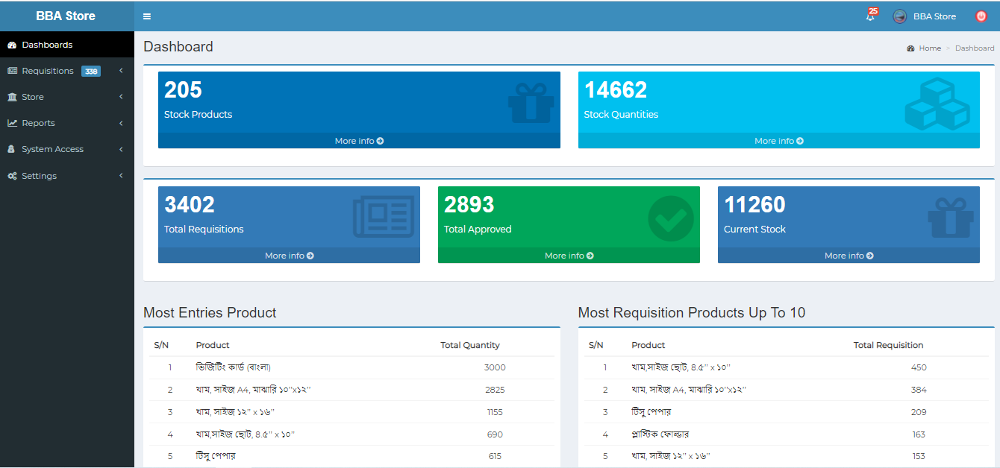 BBA Store
25
BBA Store
Dashboards
Requisitions 338
Store
Reports
System Access
Settings
Dashboard
Home > Dashboard
205
Stock Products
More info
14662
Stock Quantities
More info
3402
Total Requisitions
More info
2893
Total Approved
More info
11260
Current Stock
More info
Most Entries Product
S/N Product Total Quantity
1 ভিজিটিং কার্ড (বাংলা) 3000
2 খাম, সাইজ A4, মাঝারি ১০"x১২" 2825
3 খাম, সাইজ ১২" x ১৬" 1155
4 খাম,সাইজ ছোট, ৪.৫" x ১০" 690
5 টিসু পেপার 615
Most Requisition Products Up To 10
S/N Product Total Requisition
1 খাম,সাইজ ছোট, ৪.৫" x ১০" 450
2 খাম, সাইজ A4, মাঝারি ১০"x১২" 384
3 টিসু পেপার 209
4 প্লাস্টিক ফোল্ডার 163
5 খাম, সাইজ ১২" x ১৬" 153